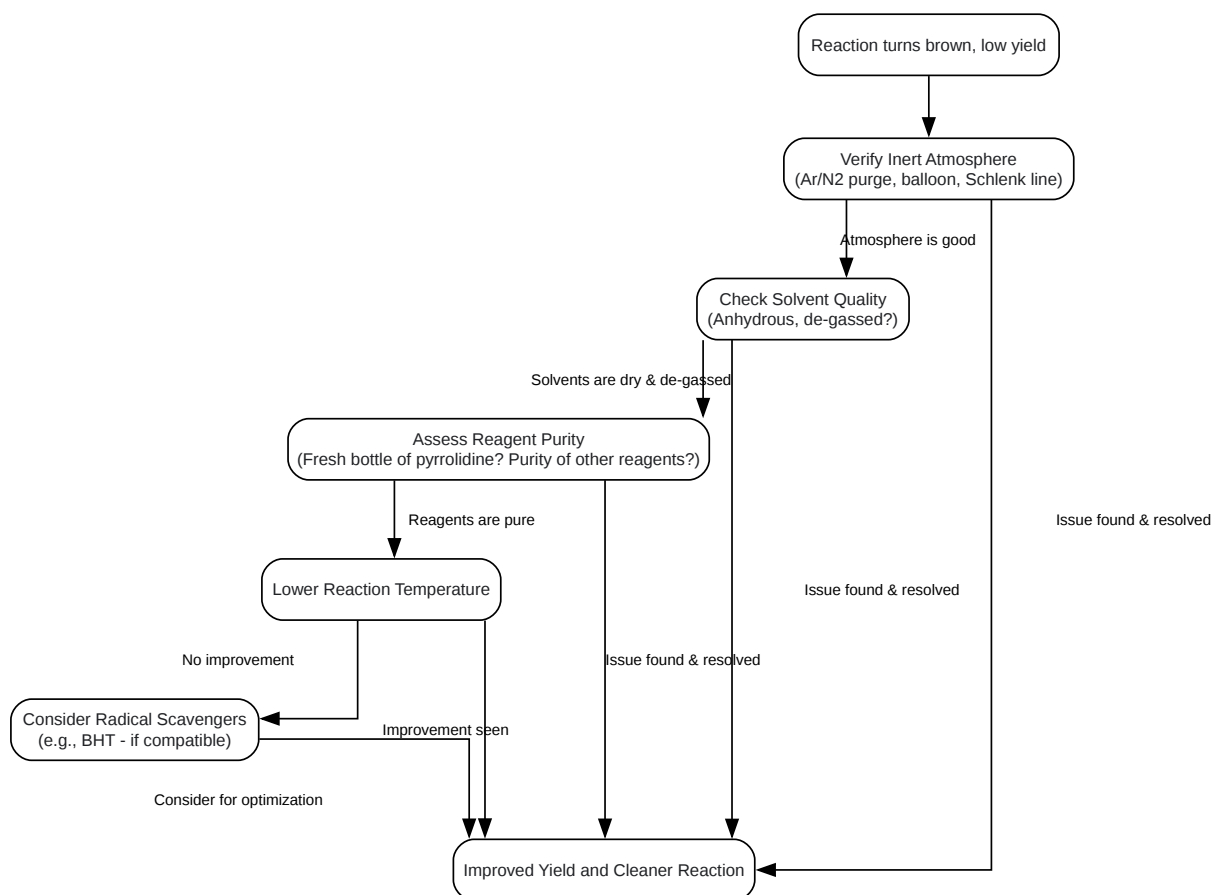 Reaction turns brown, low yield
Verify Inert Atmosphere
(Ar/N2 purge, balloon, Schlenk line)
Atmosphere is good
Check Solvent Quality
(Anhydrous, de-gassed?)
Solvents are dry & de-gassed
Assess Reagent Purity
(Fresh bottle of pyrrolidine? Purity of other reagents?)
Reagents are pure
Issue found & resolved
Lower Reaction Temperature
Issue found & resolved
No improvement
Issue found & resolved
Consider Radical Scavengers
(e.g., BHT - if compatible)
Improvement seen
Consider for optimization
Improved Yield and Cleaner Reaction